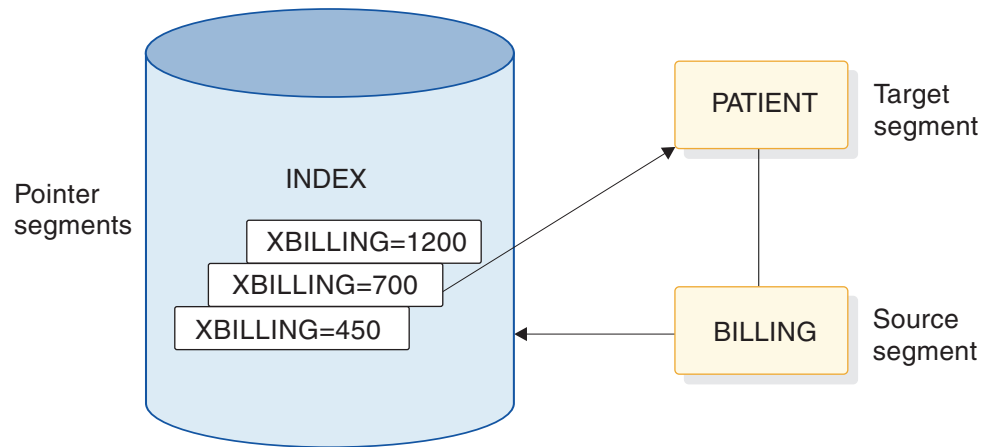 PATIENT
Target
segment
Pointer
segments
INDEX
XBILLING=1200
XBILLING=700
XBILLING=450
BILLING
Source
segment